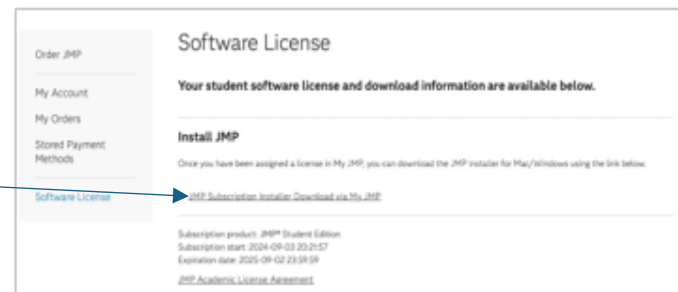 Order JMP
My Account
My Orders
Stored Payment
Methods
Software License
Software License
Your student software license and download information are available below.
Install JMP
Once you have been assigned a license in My JMP, you can download the JMP installer for Mac/Windows using the link below.
JMP Subscription Installer Download via My JMP
Subscription product: JMP® Student Edition
Subscription start: 2024-09-03 20:21:57
Expiration date: 2025-09-02 23:59:59
JMP Academic License Agreement